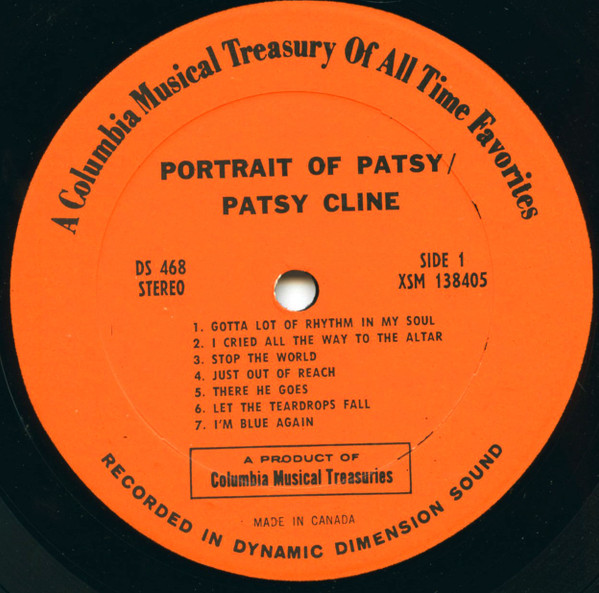 A Columbia Musical Treasury Of All Time Favorites
PORTRAIT OF PATSY/
PATSY CLINE
DS 468
STEREO
SIDE 1
XSM 138405
1. GOTTA LOT OF RHYTHM IN MY SOUL
2. I CRIED ALL THE WAY TO THE ALTAR
3. STOP THE WORLD
4. JUST OUT OF REACH
5. THERE HE GOES
6. LET THE TEARDROPS FALL
7. I'M BLUE AGAIN
A PRODUCT OF
Columbia Musical Treasuries
MADE IN CANADA
RECORDED IN DYNAMIC DIMENSION SOUND